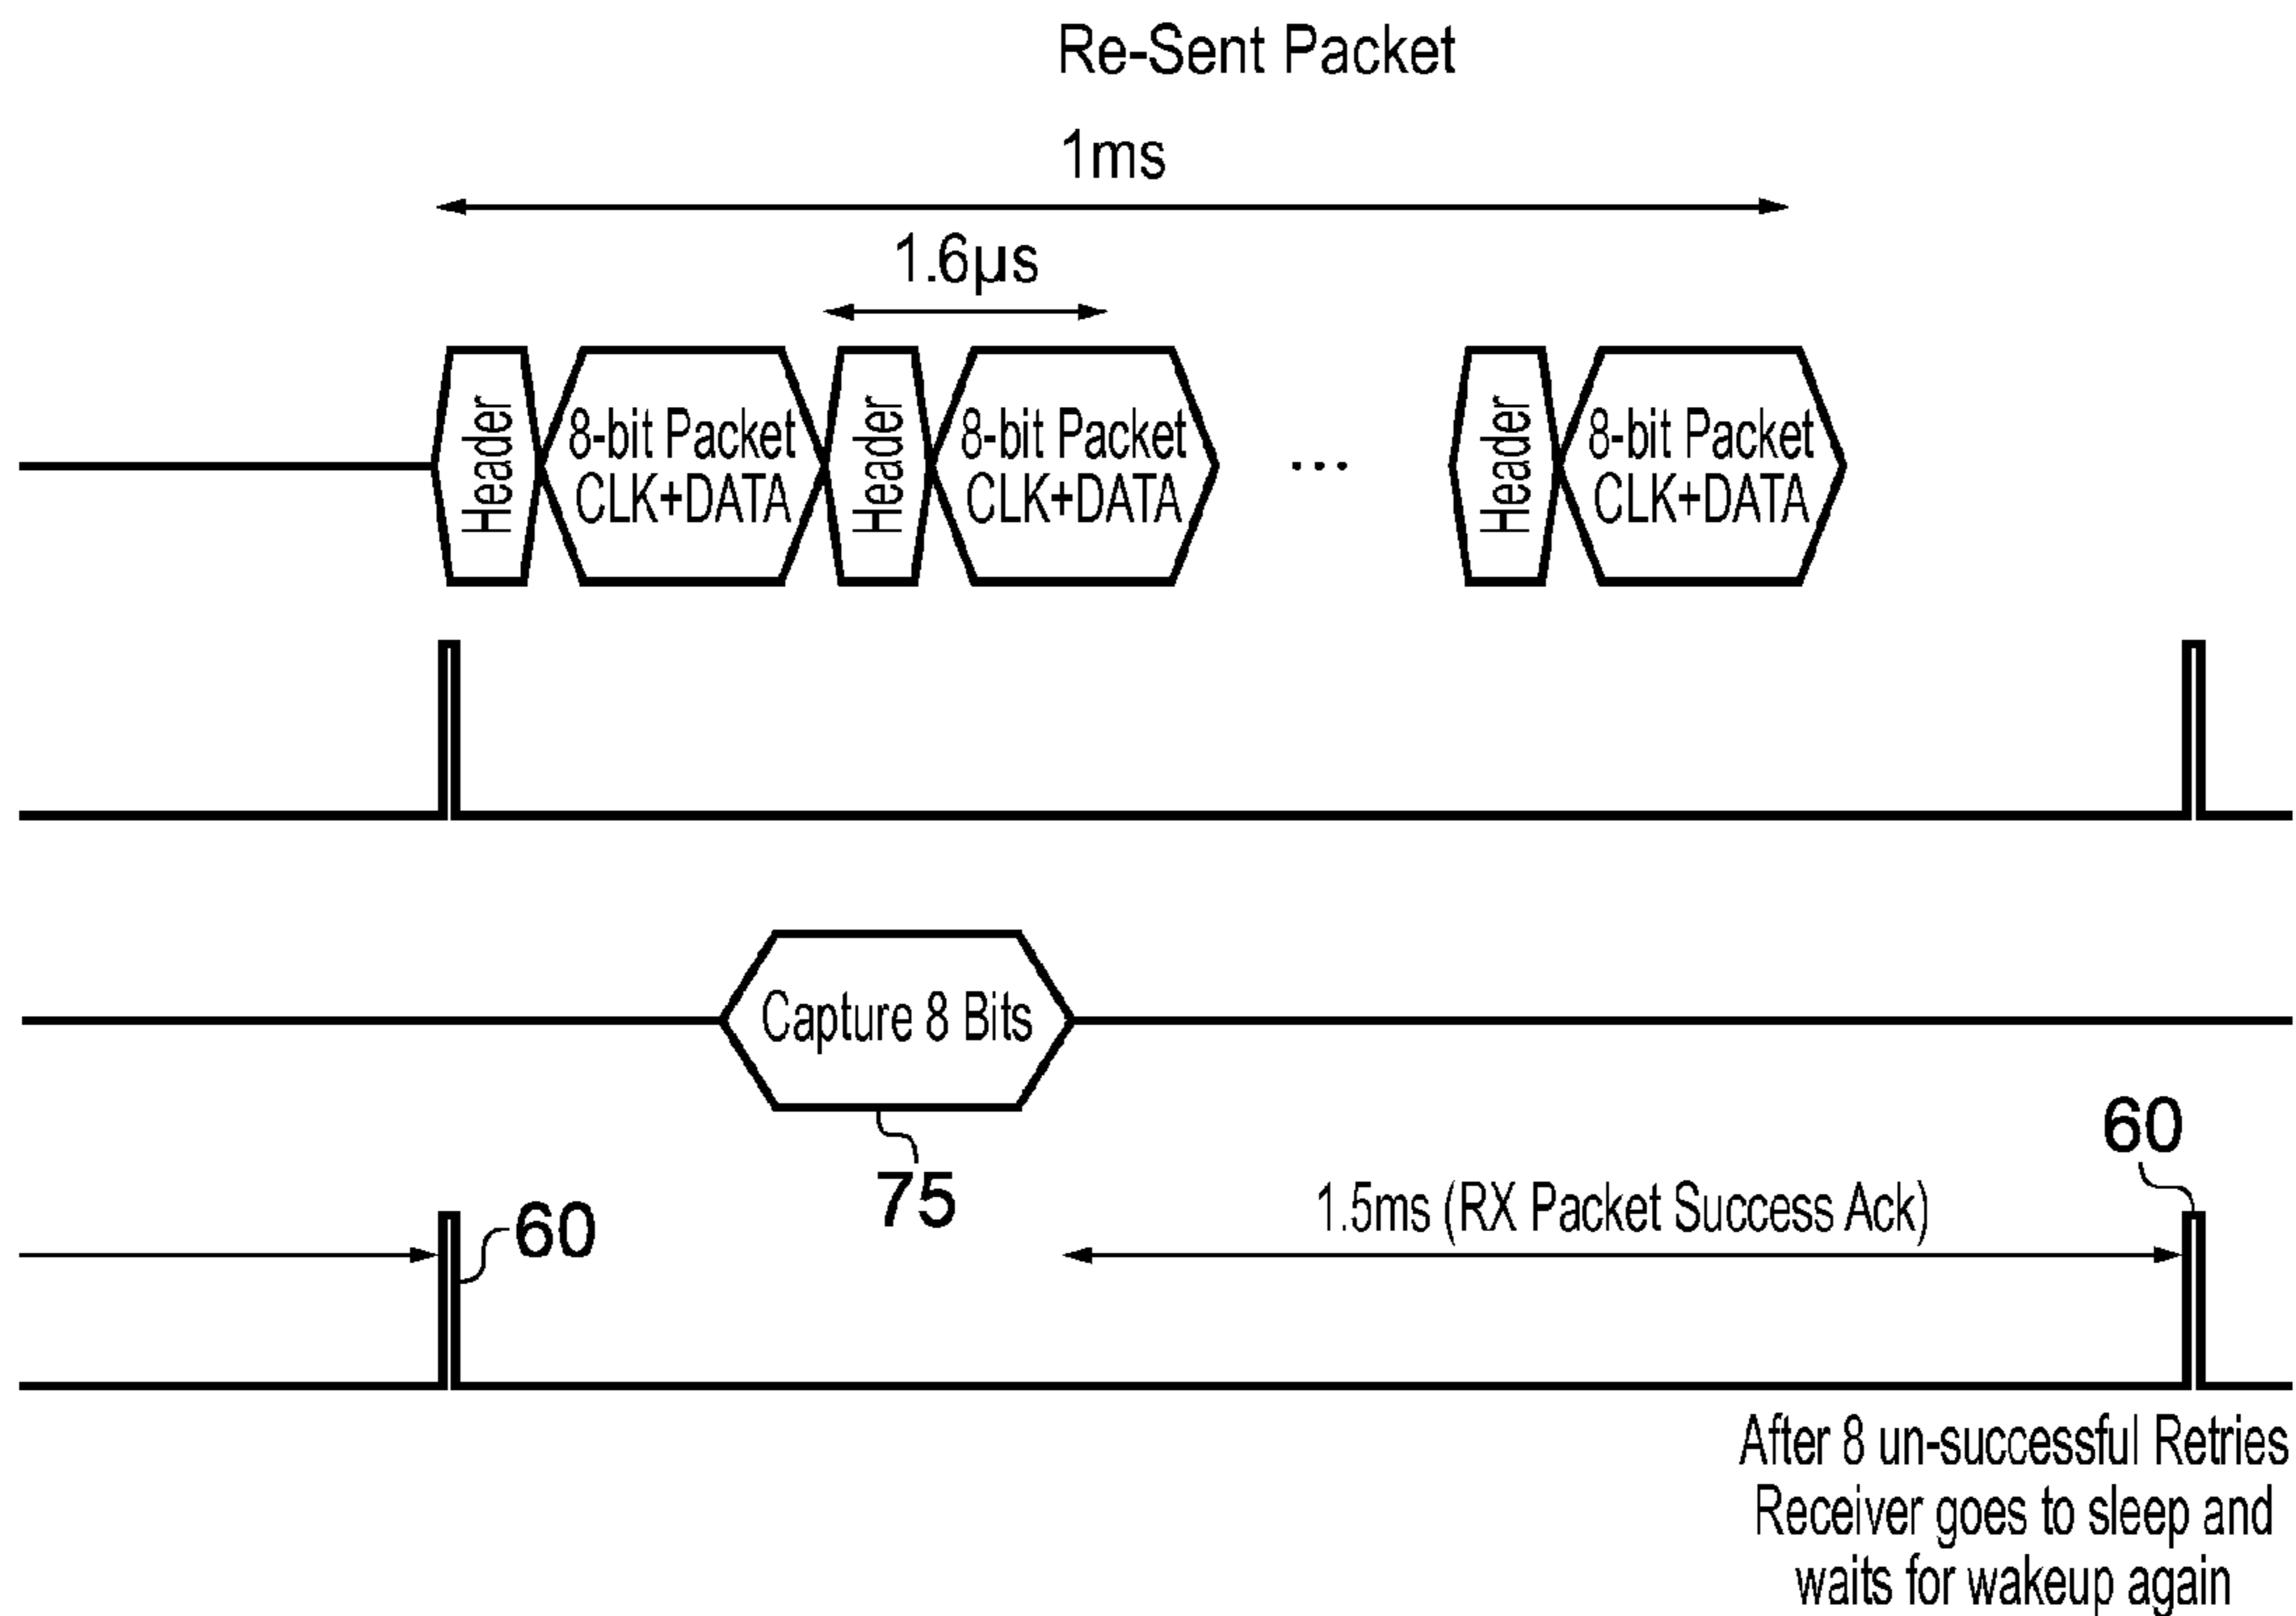 Re-Sent Packet
1ms
1.6µs
Header
8-bit Packet
CLK+DATA
Header
8-bit Packet
CLK+DATA
...
Header
8-bit Packet
CLK+DATA
Capture 8 Bits
75
60
1.5ms (RX Packet Success Ack)
60
After 8 un-successful Retries
Receiver goes to sleep and
waits for wakeup again